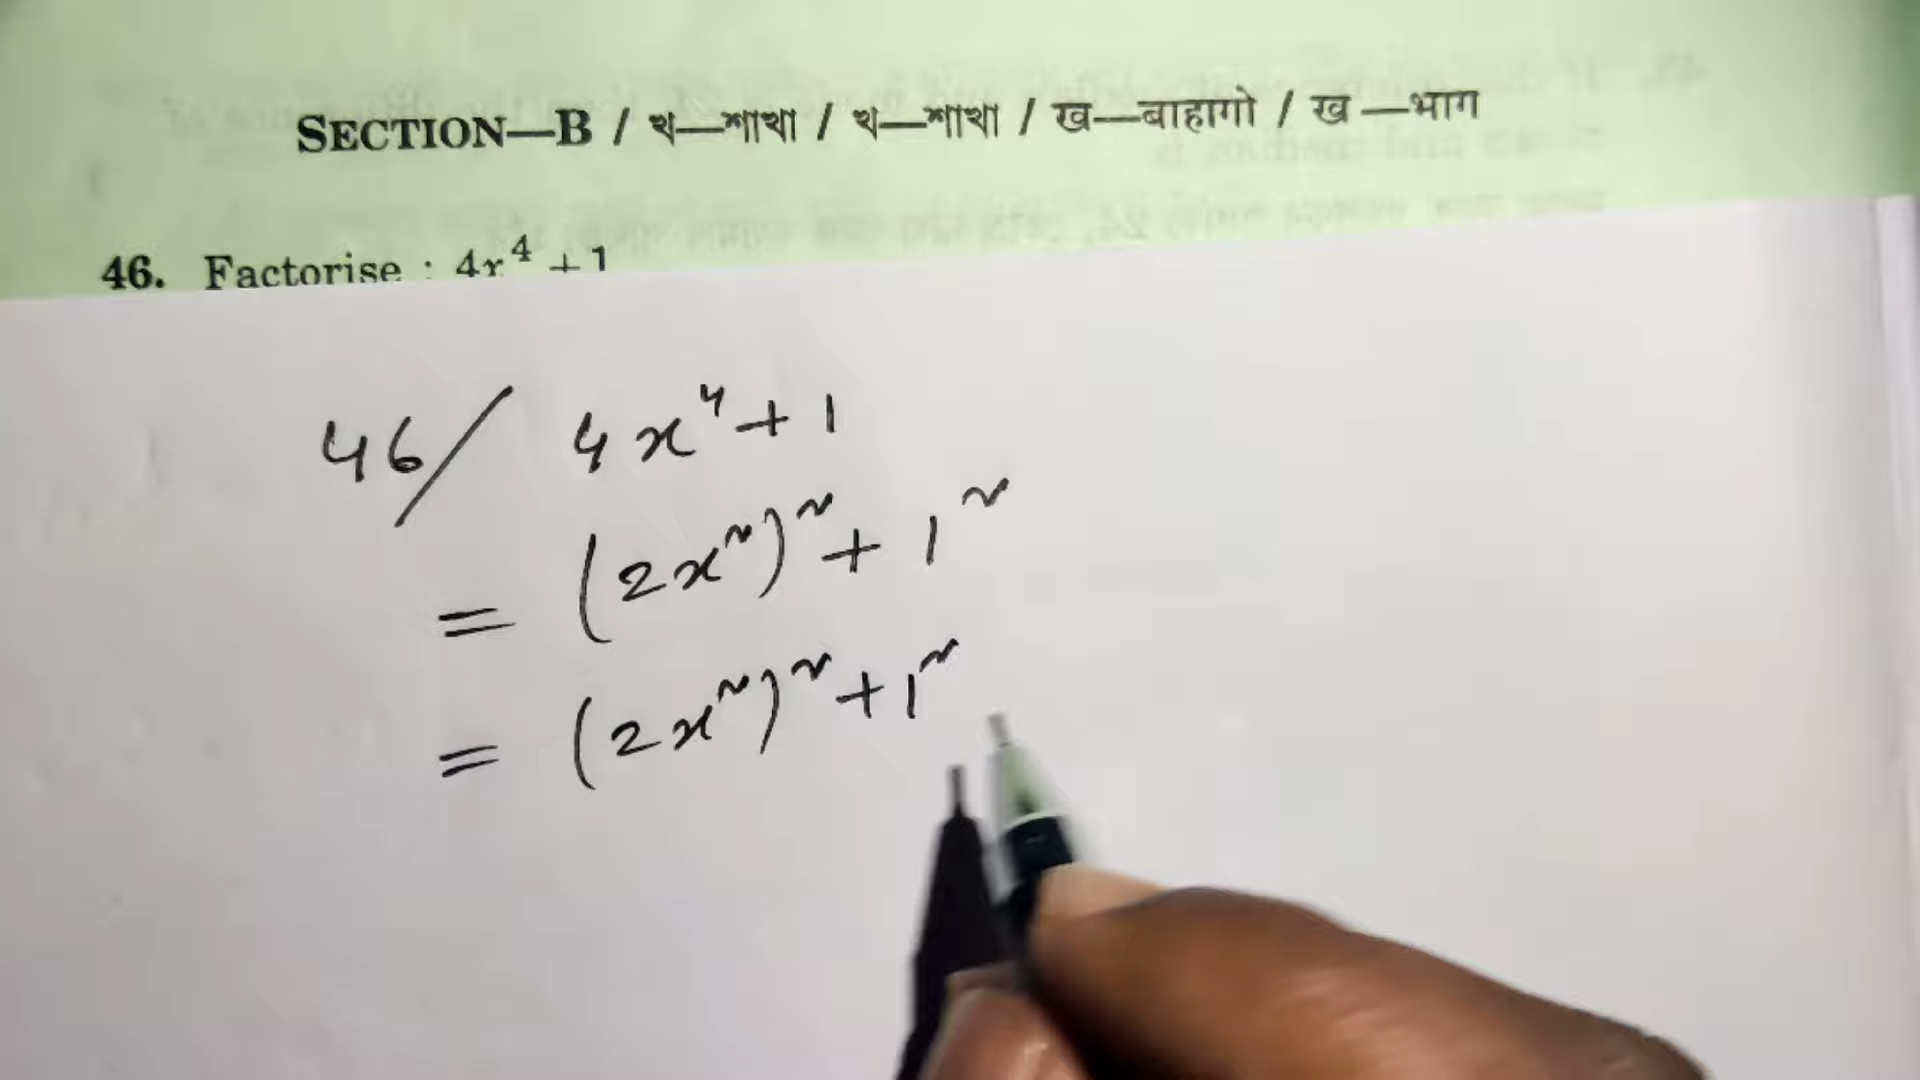 SECTION—B / খ—শাখা / খ—শাখা / ख—बाहागो / ख —भाग
46. Factorise : 4x⁴ + 1
46/ 4x⁴ + 1
= (2x²)² + 1²
= (2x²)² + 1²